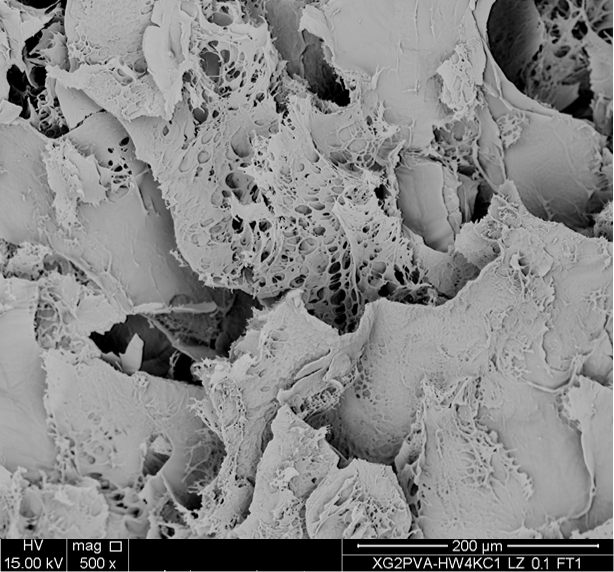 HV mag □ 200 µm
15.00 kV 500 x XG2PVA-HW4KC1 LZ 0.1 FT1